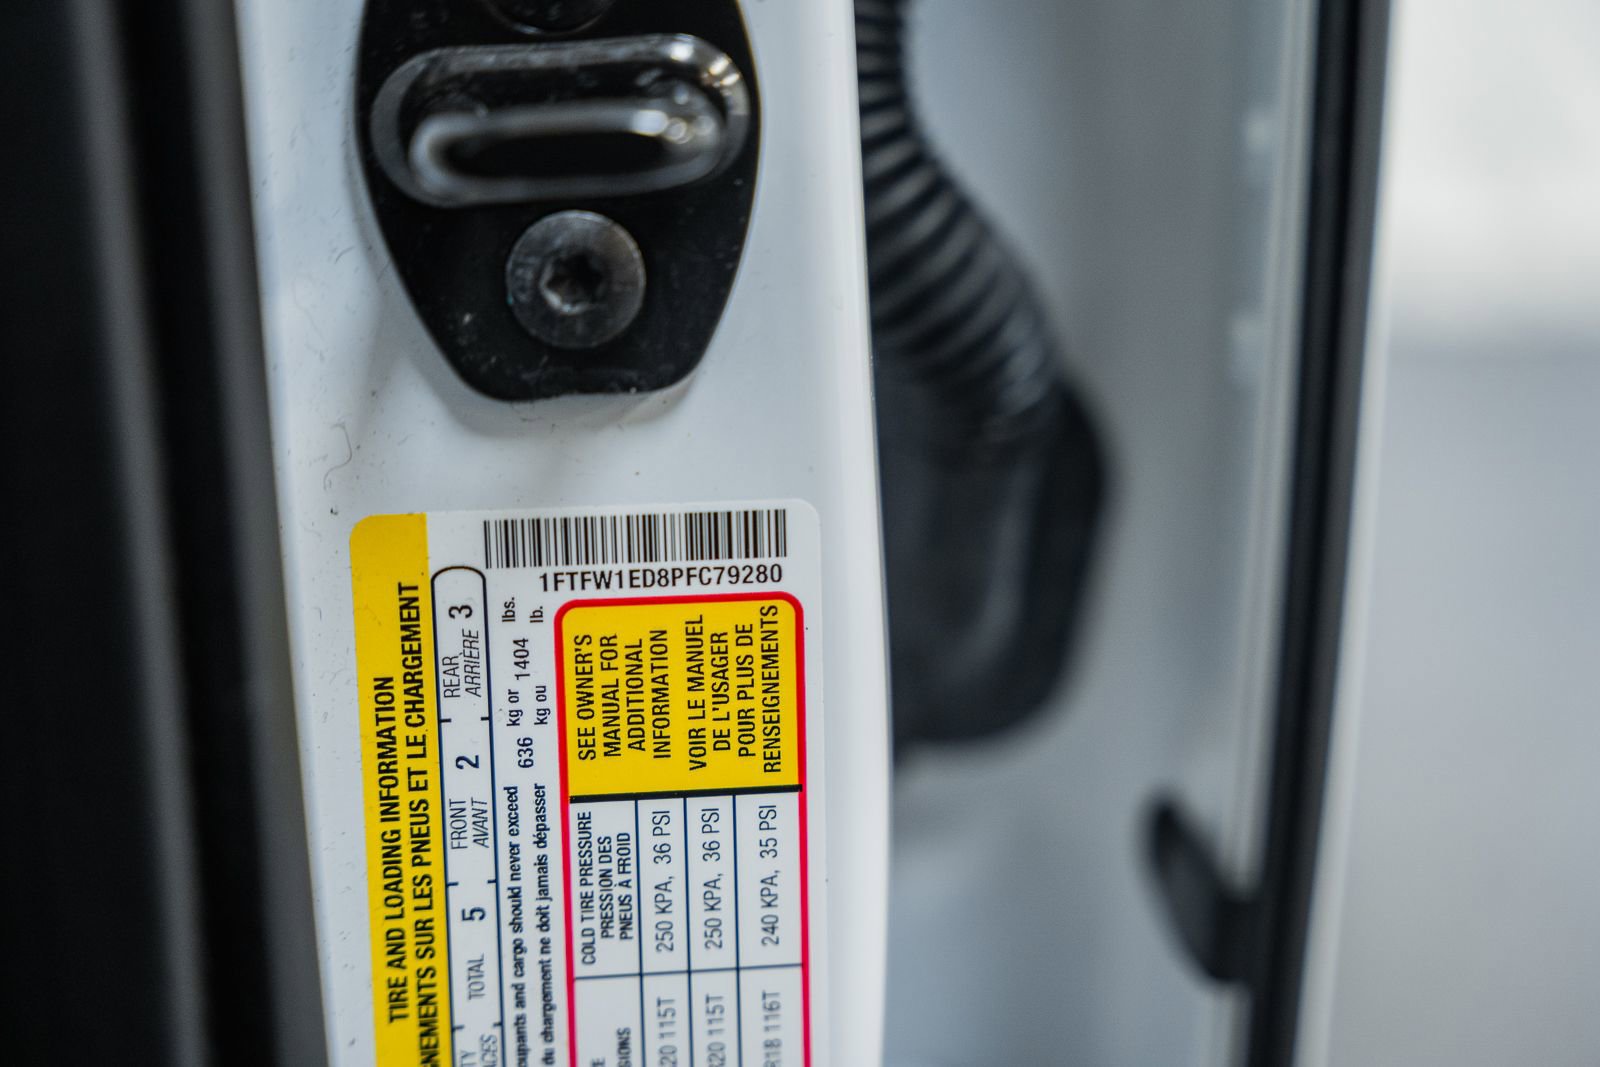 1FTFW1ED8PFC79280
TIRE AND LOADING INFORMATION
NEMENTS SUR LES PNEUS ET LE CHARGEMENT
TOTAL 5 FRONT AVANT 2 REAR ARRIÈRE 3
cupants and cargo should never exceed 636 kg or 1404 lbs.
du chargement ne doit jamais dépasser kg ou lb.
COLD TIRE PRESSURE
PRESSION DES
PNEUS À FROID
SEE OWNER'S
MANUAL FOR
ADDITIONAL
INFORMATION
VOIR LE MANUEL
DE L'USAGER
POUR PLUS DE
RENSEIGNEMENTS
20 115T 250 KPA, 36 PSI
R20 115T 250 KPA, 36 PSI
R18 116T 240 KPA, 35 PSI